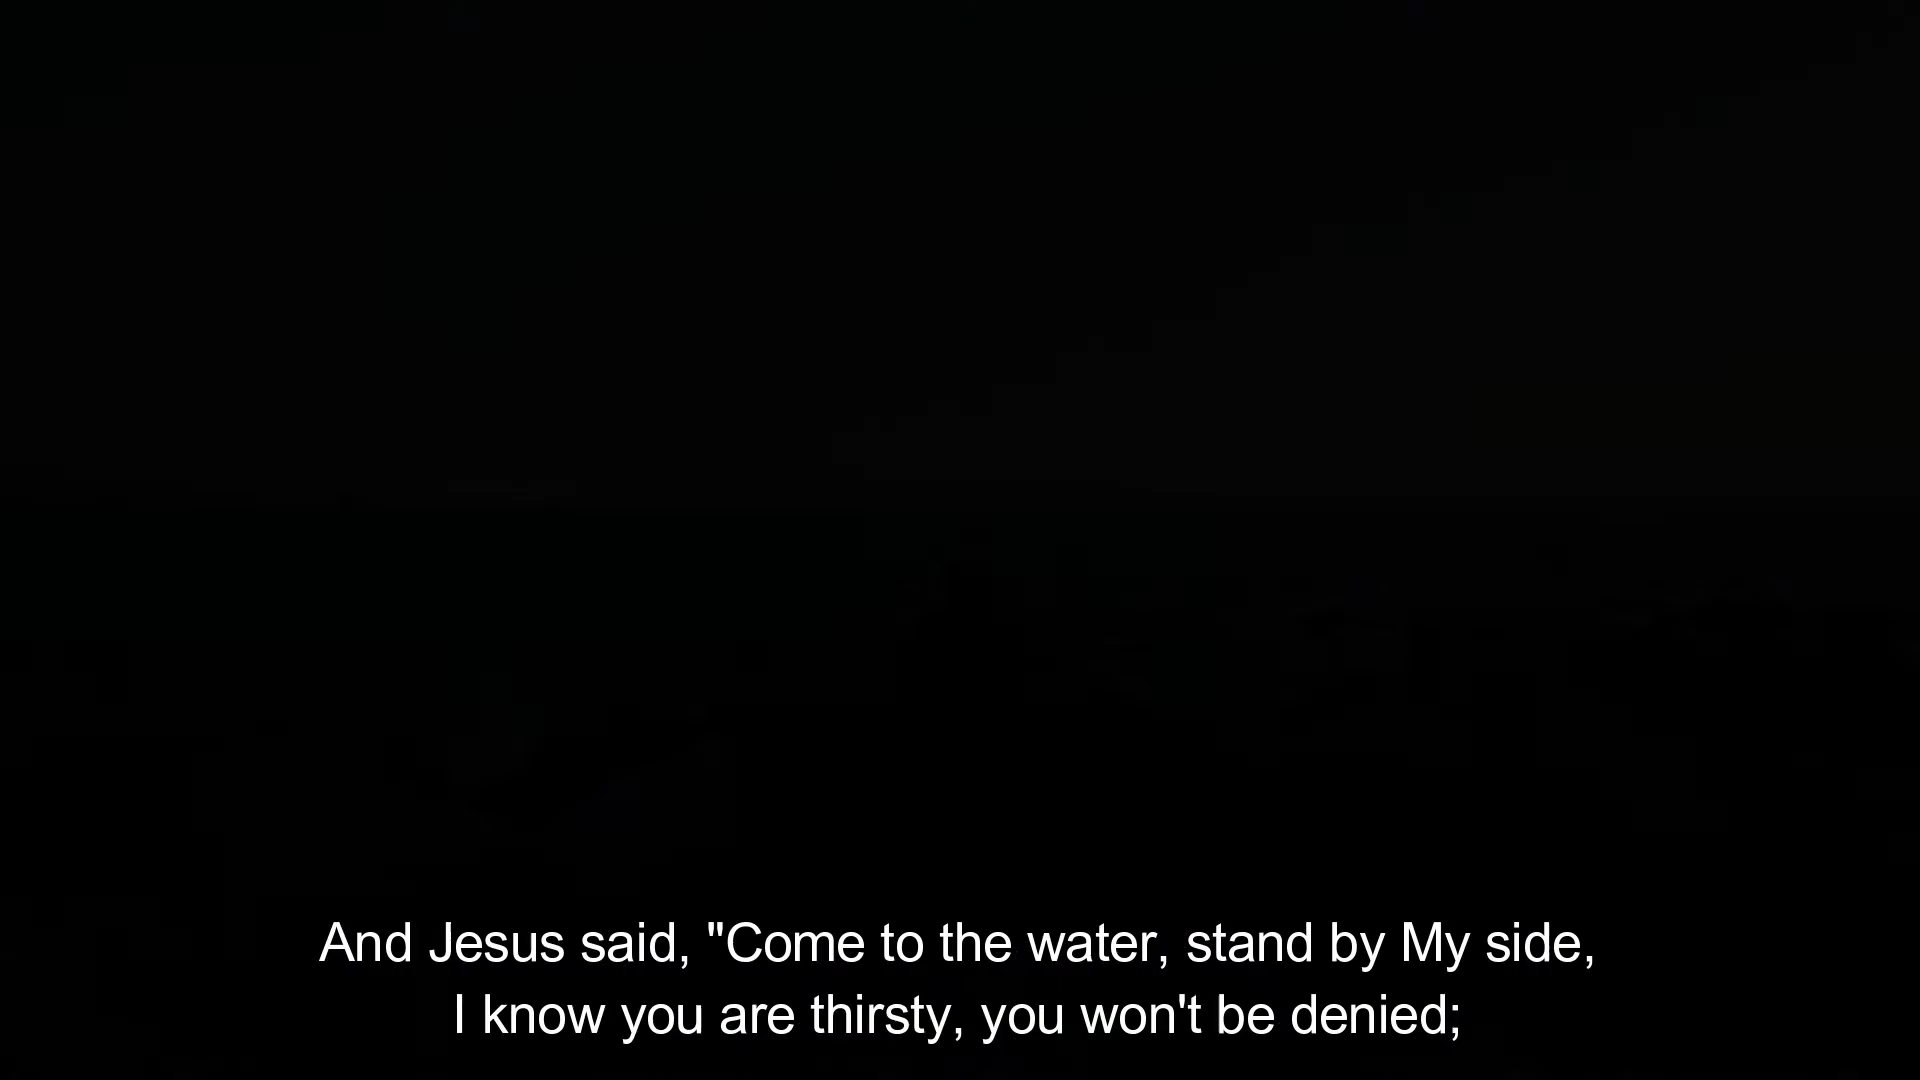 And Jesus said, "Come to the water, stand by My side,
I know you are thirsty, you won't be denied;